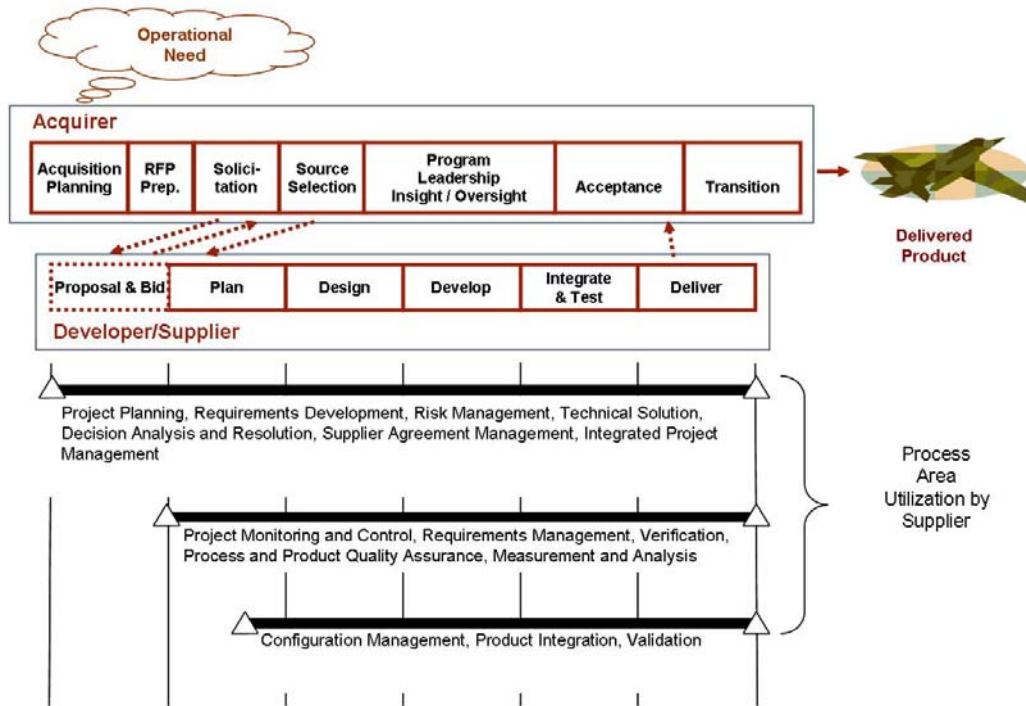 Operational
Need
Acquirer
Acquisition
Planning
RFP
Prep.
Solici-
tation
Source
Selection
Program
Leadership
Insight / Oversight
Acceptance
Transition
Delivered
Product
Proposal & Bid
Plan
Design
Develop
Integrate
& Test
Deliver
Developer/Supplier
Project Planning, Requirements Development, Risk Management, Technical Solution,
Decision Analysis and Resolution, Supplier Agreement Management, Integrated Project
Management
Process
Area
Utilization by
Supplier
Project Monitoring and Control, Requirements Management, Verification,
Process and Product Quality Assurance, Measurement and Analysis
Configuration Management, Product Integration, Validation